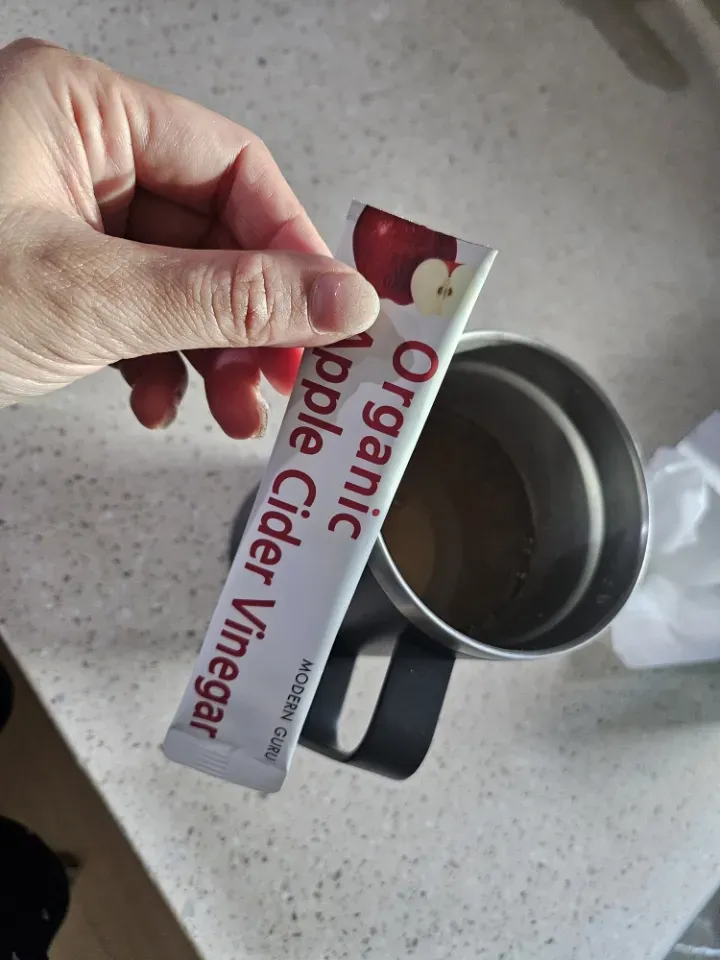 Organic
Apple Cider Vinegar
MODERN GURU